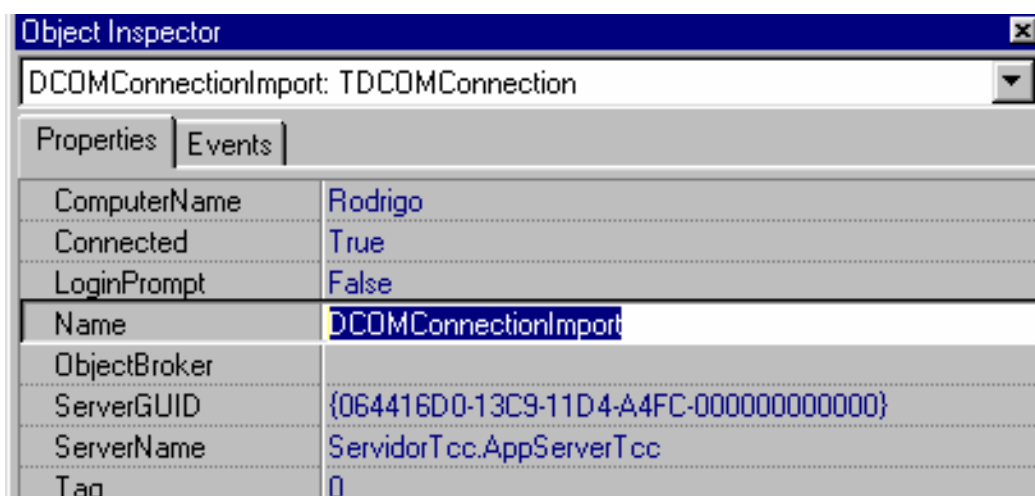 Object Inspector
DCOMConnectionImport: TDCOMConnection
Properties Events
ComputerName Rodrigo
Connected True
LoginPrompt False
Name DCOMConnectionImport
ObjectBroker
ServerGUID {064416D0-13C9-11D4-A4FC-000000000000}
ServerName ServidorTcc.AppServerTcc
Tag 0